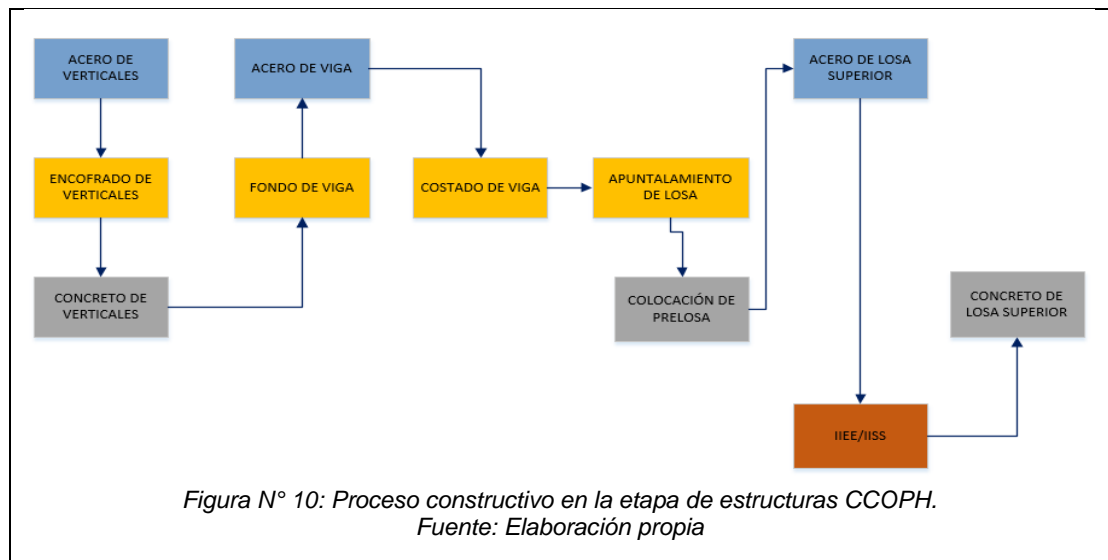 ACERO DE
VERTICALES
ACERO DE VIGA
ACERO DE LOSA
SUPERIOR
ENCOFRADO DE
VERTICALES
FONDO DE VIGA
COSTADO DE VIGA
APUNTALAMIENTO
DE LOSA
CONCRETO DE
VERTICALES
COLOCACIÓN DE
PRELOSA
CONCRETO DE
LOSA SUPERIOR
IIEE/IISS
Figura N° 10: Proceso constructivo en la etapa de estructuras CCOPH.
Fuente: Elaboración propia